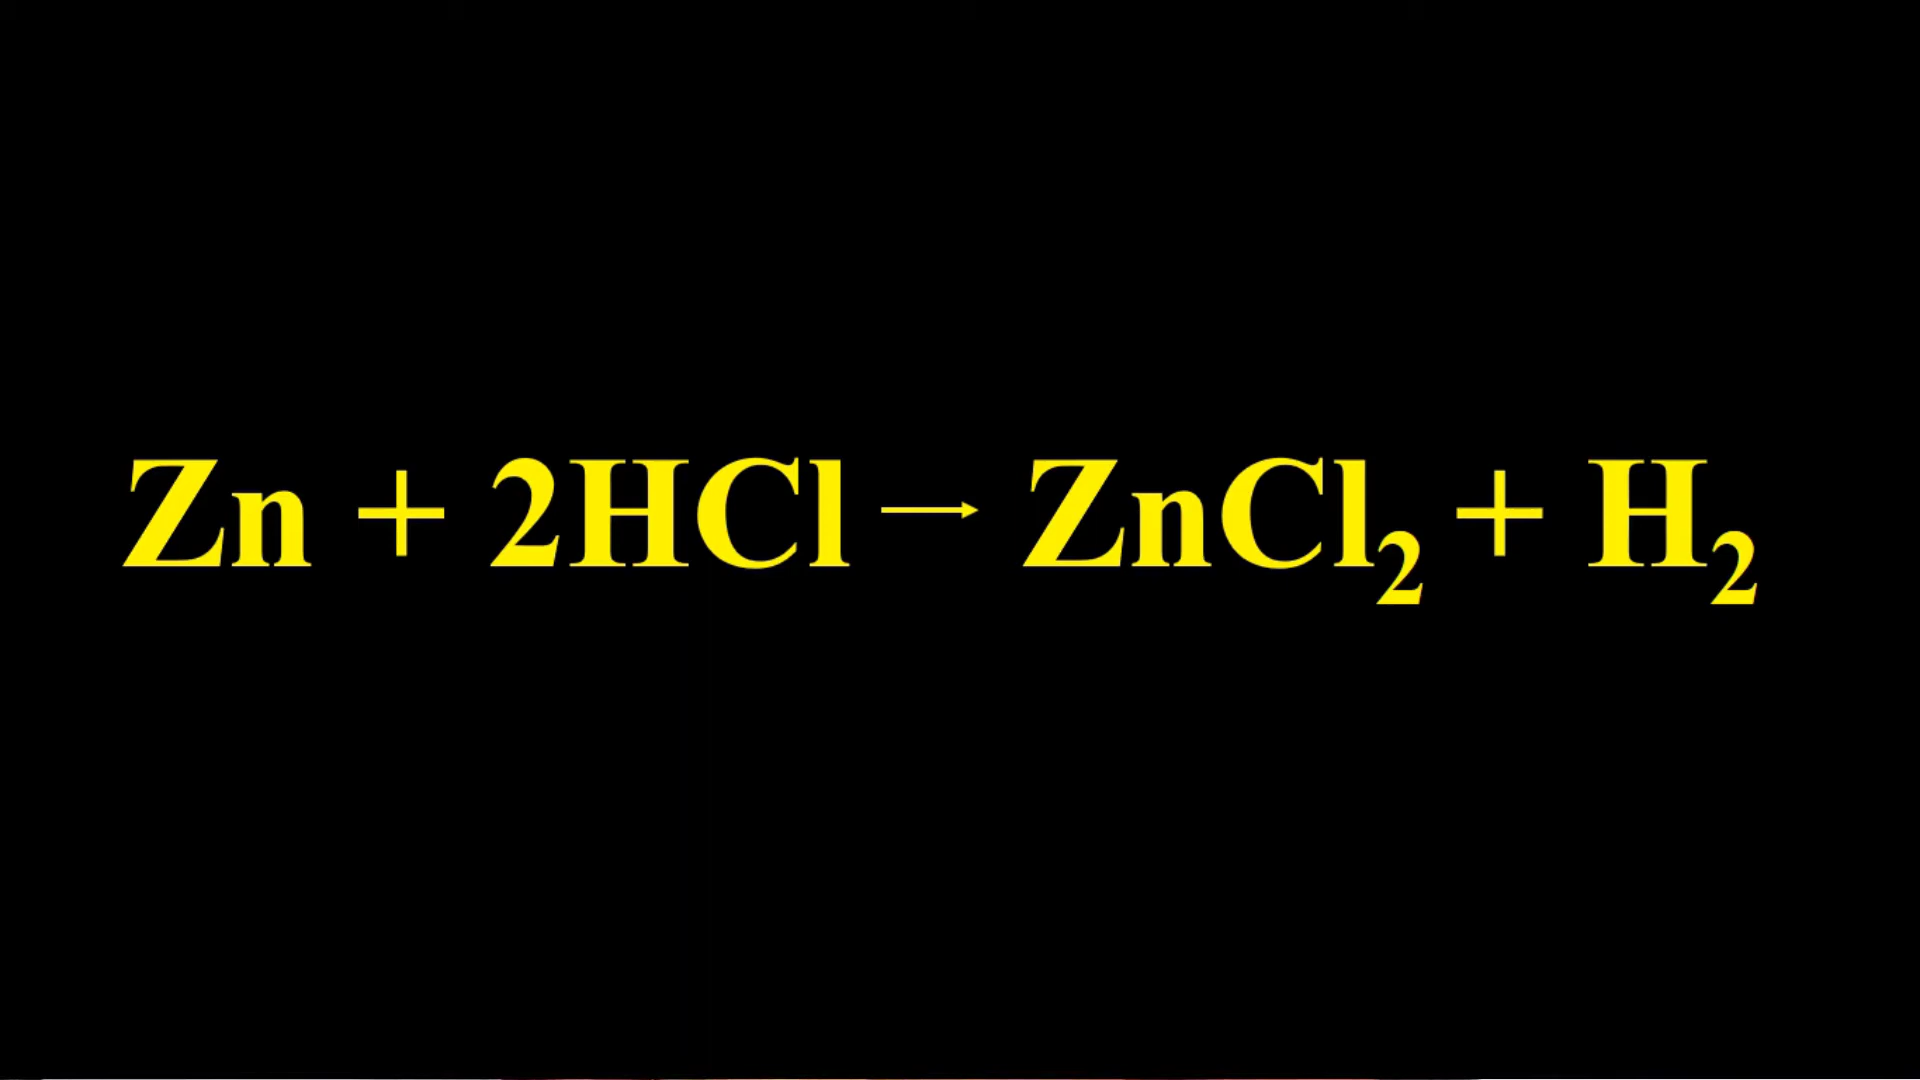 Zn + 2HCl → ZnCl₂ + H₂